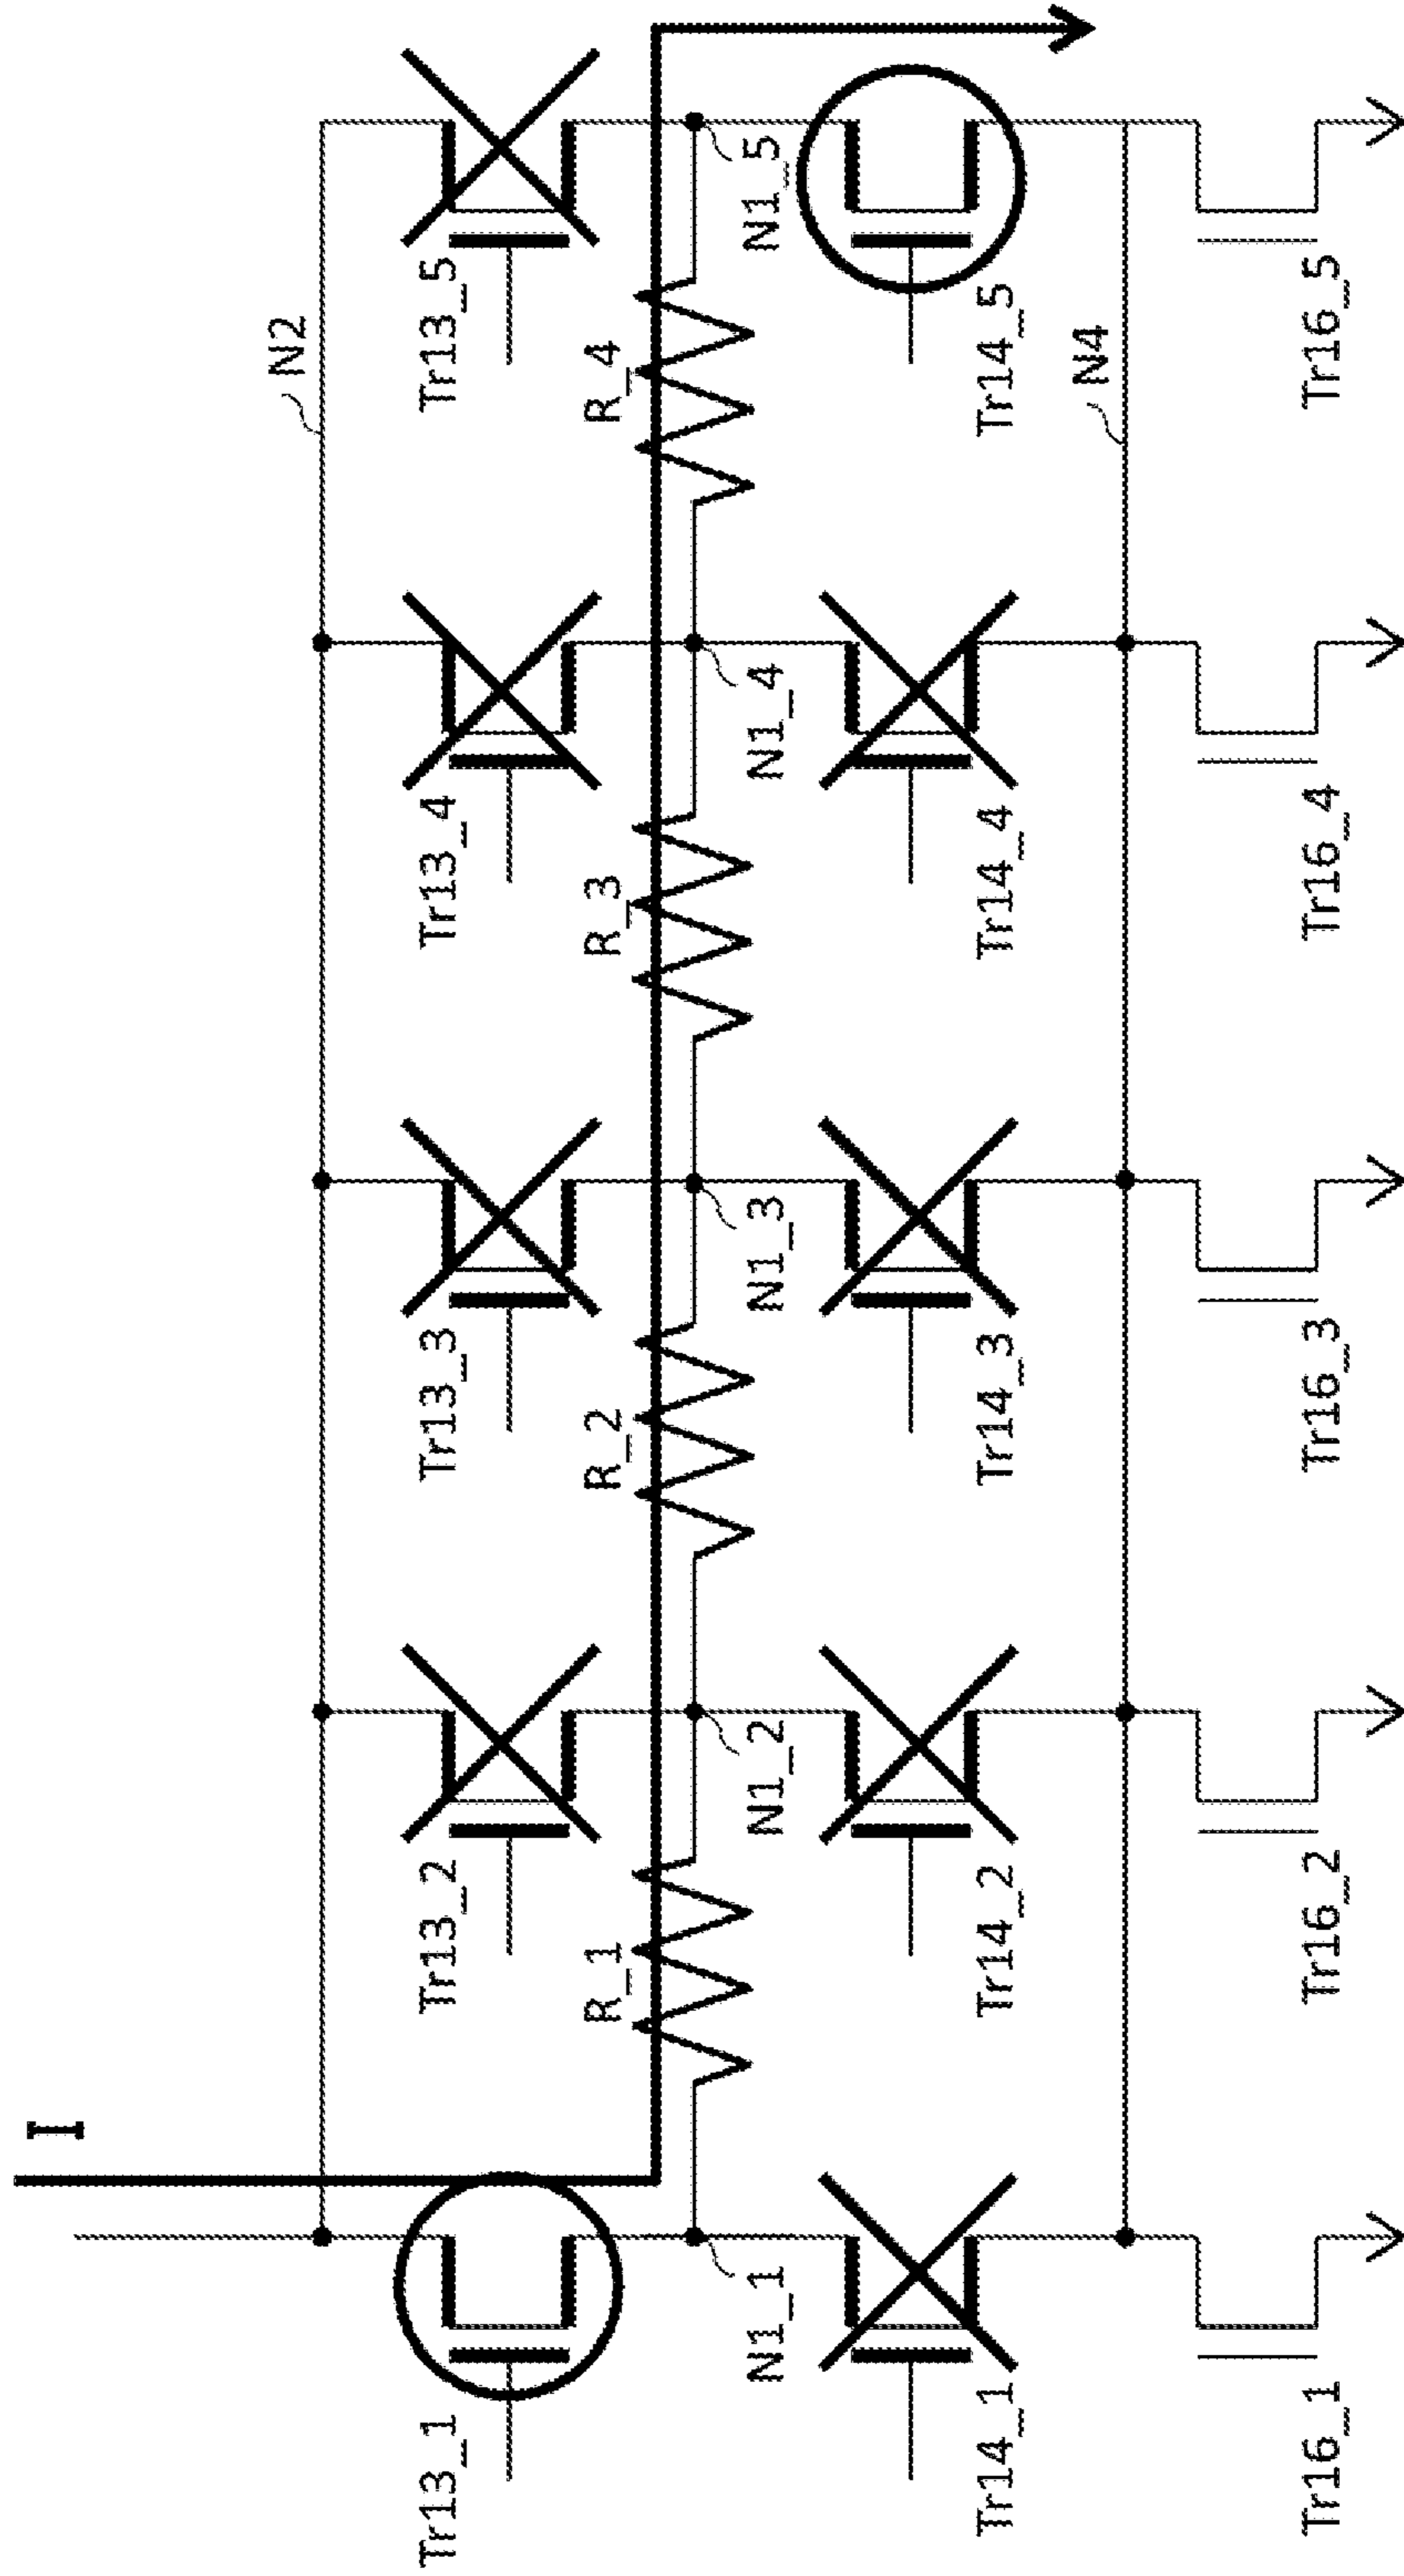 I
N2
Tr13_1
Tr13_2
Tr13_3
Tr13_4
Tr13_5
R_1
R_2
R_3
R_4
N1_1
N1_2
N1_3
N1_4
N1_5
Tr14_1
Tr14_2
Tr14_3
Tr14_4
Tr14_5
N4
Tr16_1
Tr16_2
Tr16_3
Tr16_4
Tr16_5